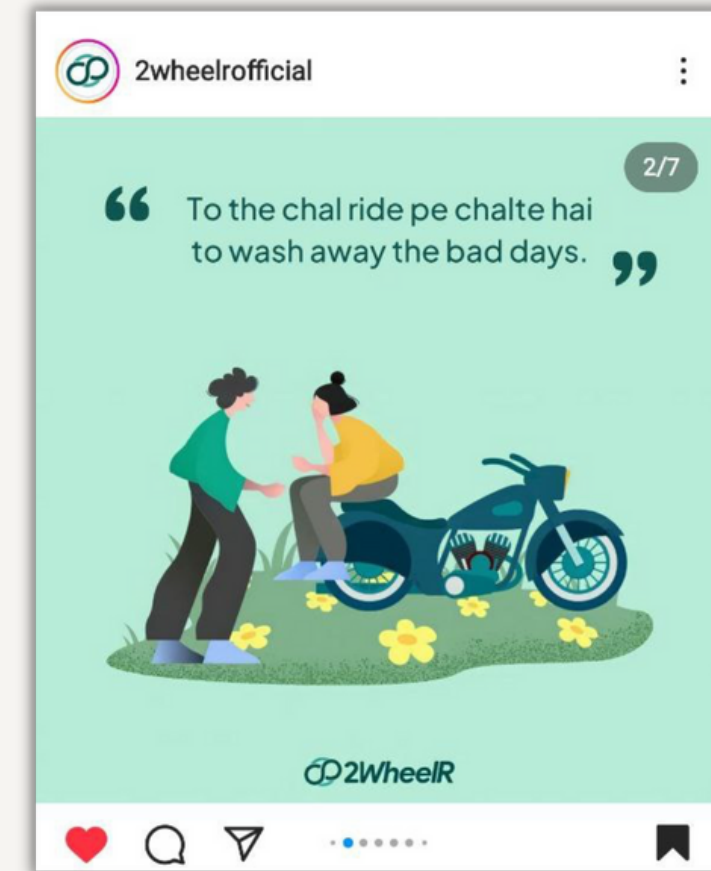 2wheelrofficial
2/7
“ To the chal ride pe chalte hai
to wash away the bad days. ”
2WheelR